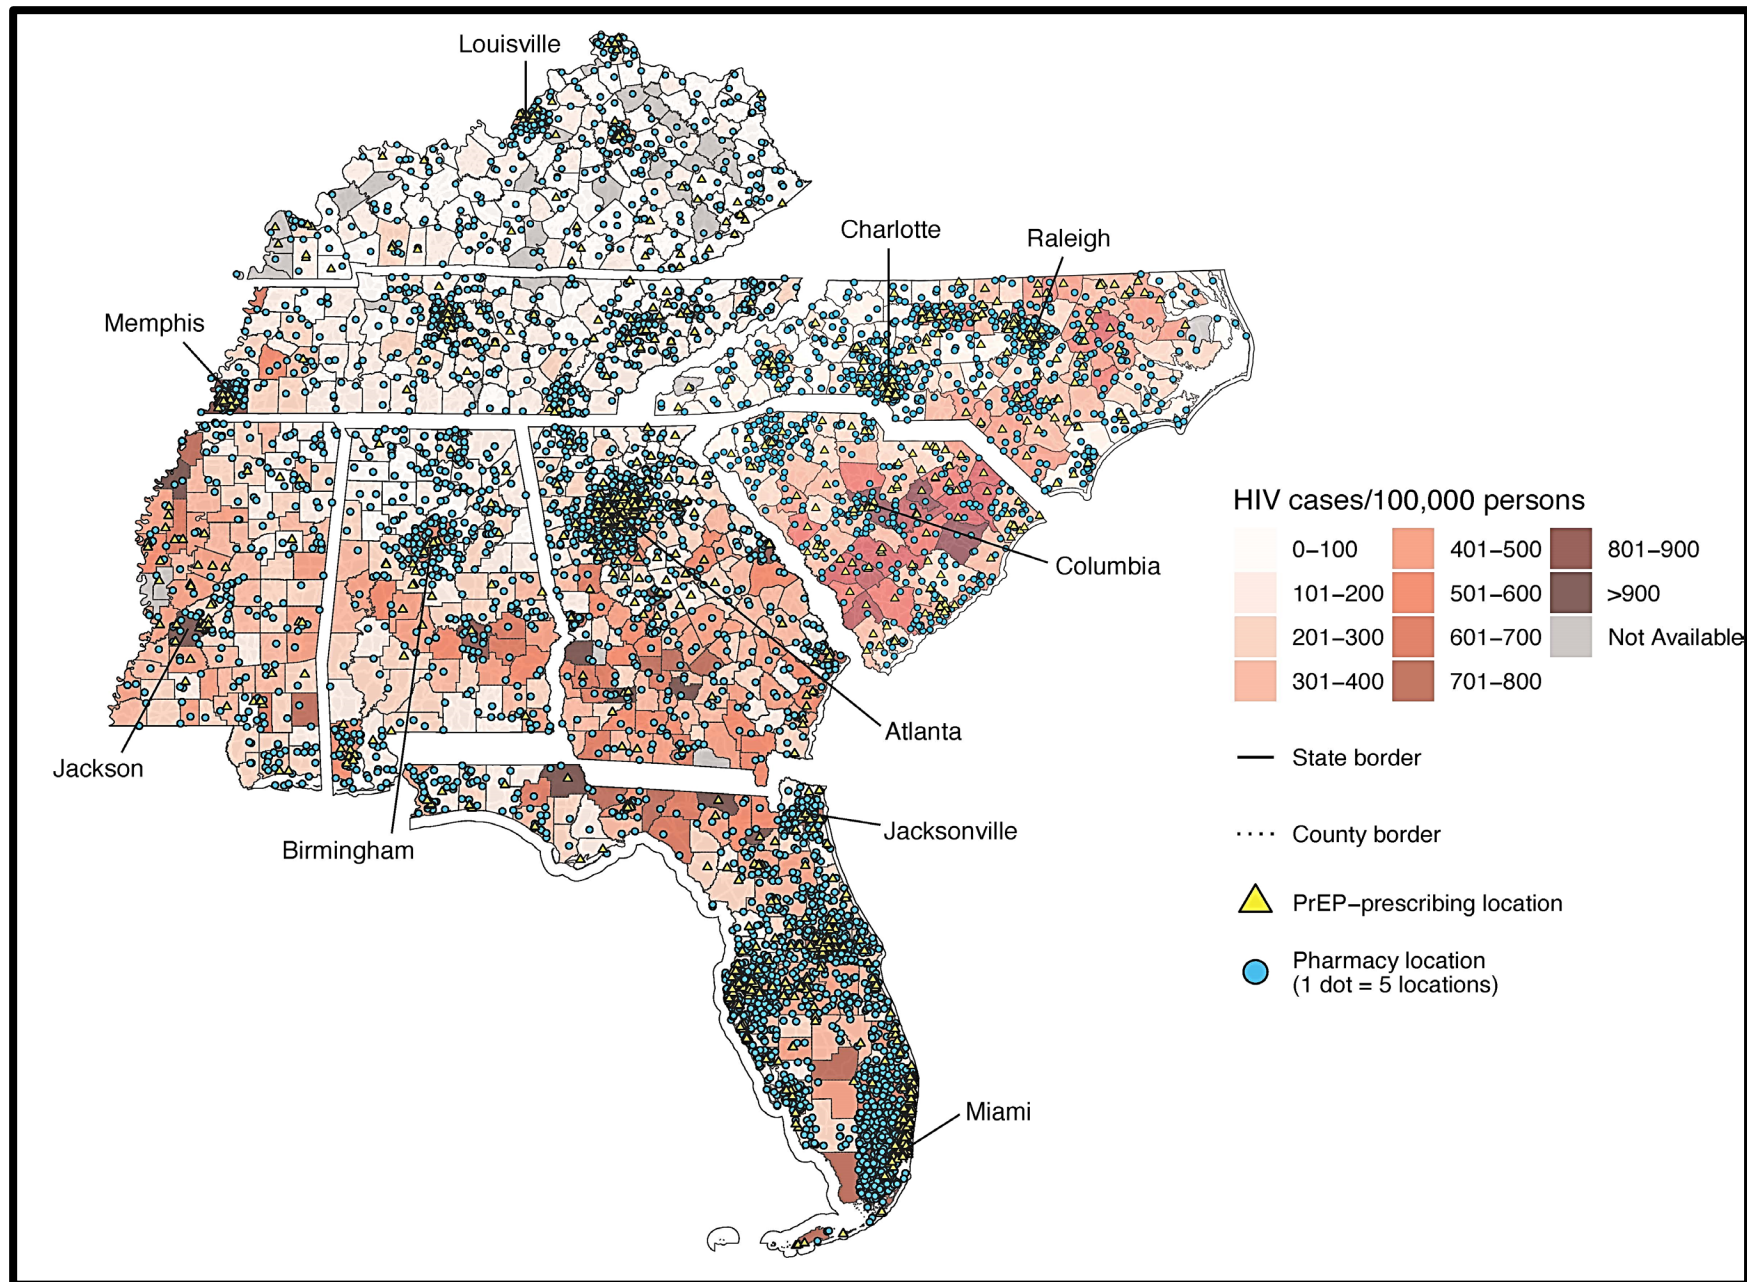 Louisville
Charlotte
Raleigh
Memphis
Columbia
Atlanta
Jackson
Birmingham
Jacksonville
Miami
HIV cases/100,000 persons
0–100
101–200
201–300
301–400
401–500
501–600
601–700
701–800
801–900
>900
Not Available
State border
County border
PrEP–prescribing location
Pharmacy location
(1 dot = 5 locations)